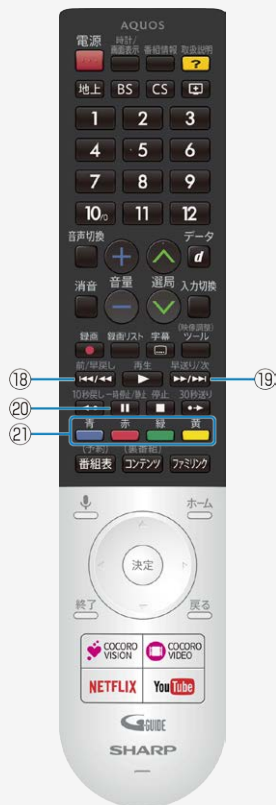 AQUOS
電源 時計/画面表示 番組情報 取扱説明
?
地上 BS CS
1 2 3
4 5 6
7 8 9
10/0 11 12
音声切換 データ
d
消音 音量 選局 入力切換
(映像調整)
録画 録画リスト 字幕 ツール
前/早戻し 再生 早送り/次
⑱ ⑲
10秒戻し 一時停止/静止 停止 30秒送り
⑳
㉑ 青 赤 緑 黄
(予約) (裏番組)
番組表 コンテンツ ファミリンク
ホーム
決定
終了 戻る
COCORO VISION COCORO VIDEO
NETFLIX YouTube
G-GUIDE
SHARP